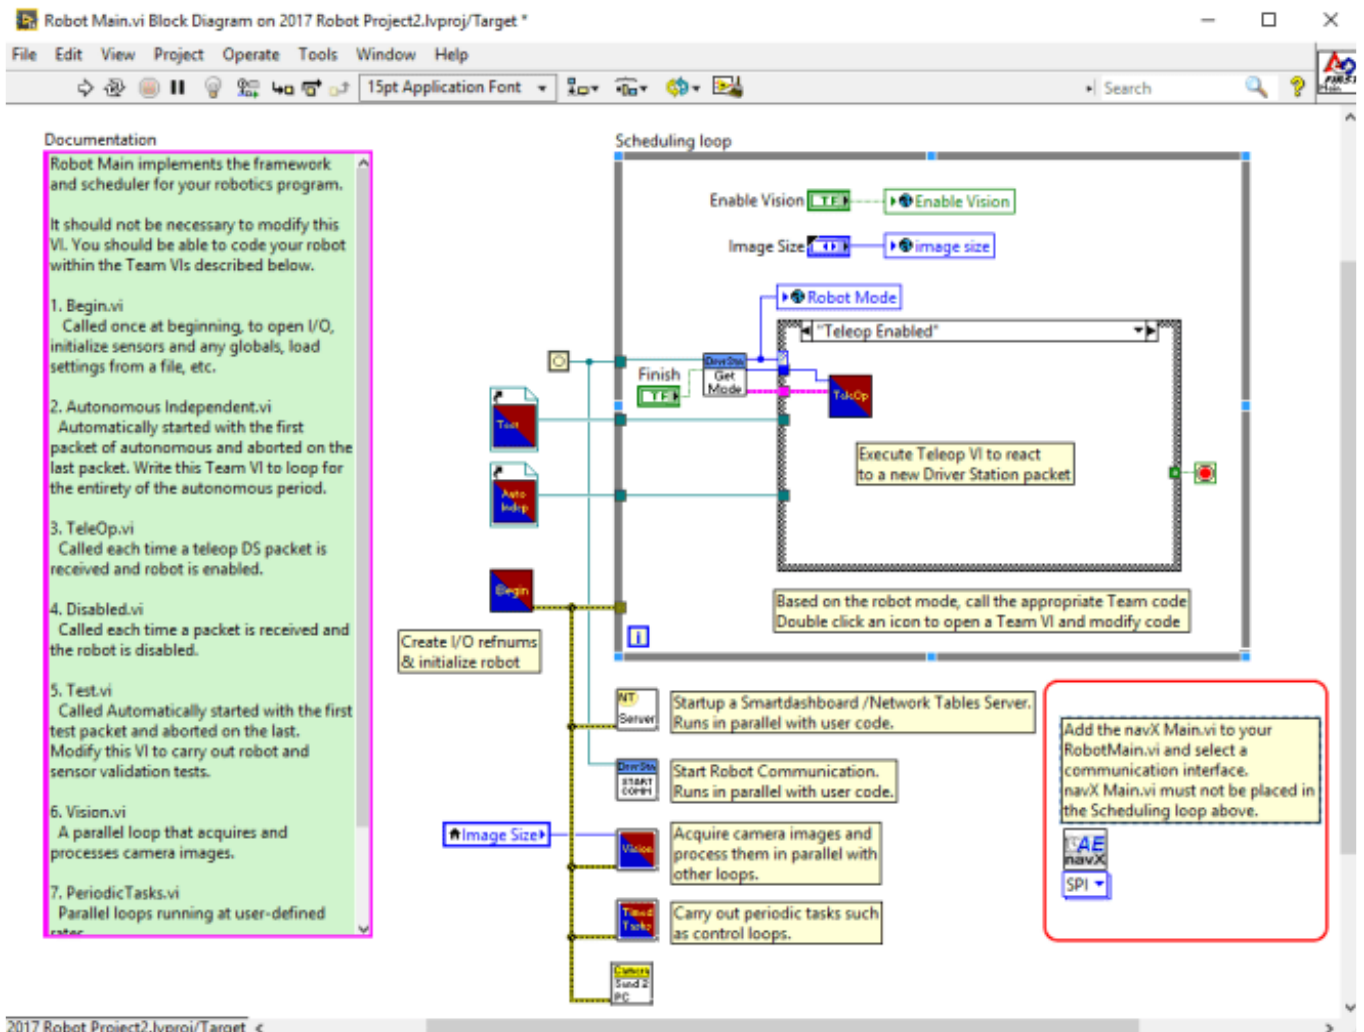 Robot Main.vi Block Diagram on 2017 Robot Project2.lvproj/Target *
File Edit View Project Operate Tools Window Help
15pt Application Font
Search
Documentation
Robot Main implements the framework
and scheduler for your robotics program.
It should not be necessary to modify this
VI. You should be able to code your robot
within the Team VIs described below.
1. Begin.vi
Called once at beginning, to open I/O,
initialize sensors and any globals, load
settings from a file, etc.
2. Autonomous Independent.vi
Automatically started with the first
packet of autonomous and aborted on the
last packet. Write this Team VI to loop for
the entirety of the autonomous period.
3. TeleOp.vi
Called each time a teleop DS packet is
received and robot is enabled.
4. Disabled.vi
Called each time a packet is received and
the robot is disabled.
5. Test.vi
Called Automatically started with the first
test packet and aborted on the last.
Modify this VI to carry out robot and
sensor validation tests.
6. Vision.vi
A parallel loop that acquires and
processes camera images.
7. PeriodicTasks.vi
Parallel loops running at user-defined
rates.
Scheduling loop
Enable Vision
TF
Enable Vision
Image Size
image size
Robot Mode
"Teleop Enabled"
Finish
TF
DrvrSta
Get
Mode
TeleOp
Execute Teleop VI to react
to a new Driver Station packet
Test
Auto
Indep
Begin
Create I/O refnums
& initialize robot
i
Based on the robot mode, call the appropriate Team code
Double click an icon to open a Team VI and modify code
NT
Server
Startup a Smartdashboard /Network Tables Server.
Runs in parallel with user code.
DrvrSta
START
COMM
Start Robot Communication.
Runs in parallel with user code.
Image Size
Vision
Acquire camera images and
process them in parallel with
other loops.
Timed
Tasks
Carry out periodic tasks such
as control loops.
Camera
Send 2
PC
Add the navX Main.vi to your
RobotMain.vi and select a
communication interface.
navX Main.vi must not be placed in
the Scheduling loop above.
AE
navX
SPI
2017 Robot Project2.lvproj/Target